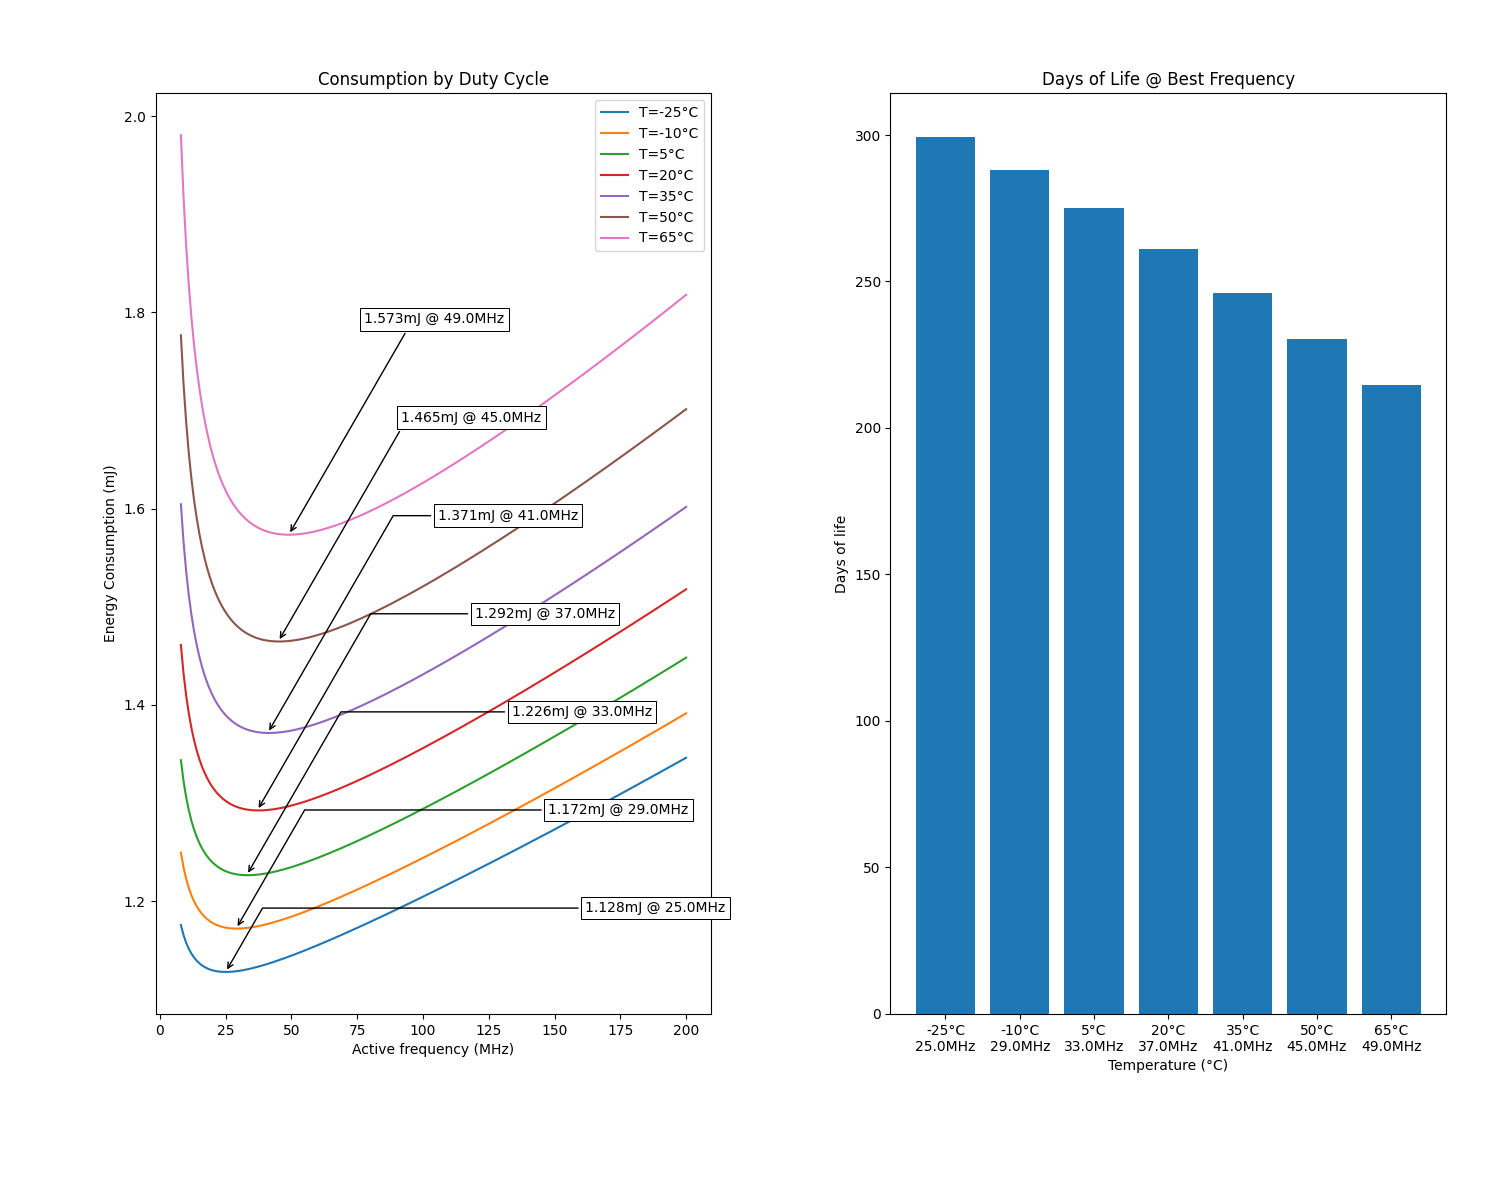 Consumption by Duty Cycle
2.0
1.8
1.6
1.4
1.2
Energy Consumption (mJ)
T=-25°C
T=-10°C
T=5°C
T=20°C
T=35°C
T=50°C
T=65°C
1.573mJ @ 49.0MHz
1.465mJ @ 45.0MHz
1.371mJ @ 41.0MHz
1.292mJ @ 37.0MHz
1.226mJ @ 33.0MHz
1.172mJ @ 29.0MHz
1.128mJ @ 25.0MHz
0 25 50 75 100 125 150 175 200
Active frequency (MHz)
Days of Life @ Best Frequency
300
250
200
150
100
50
0
Days of life
-25°C -10°C 5°C 20°C 35°C 50°C 65°C
25.0MHz 29.0MHz 33.0MHz 37.0MHz 41.0MHz 45.0MHz 49.0MHz
Temperature (°C)